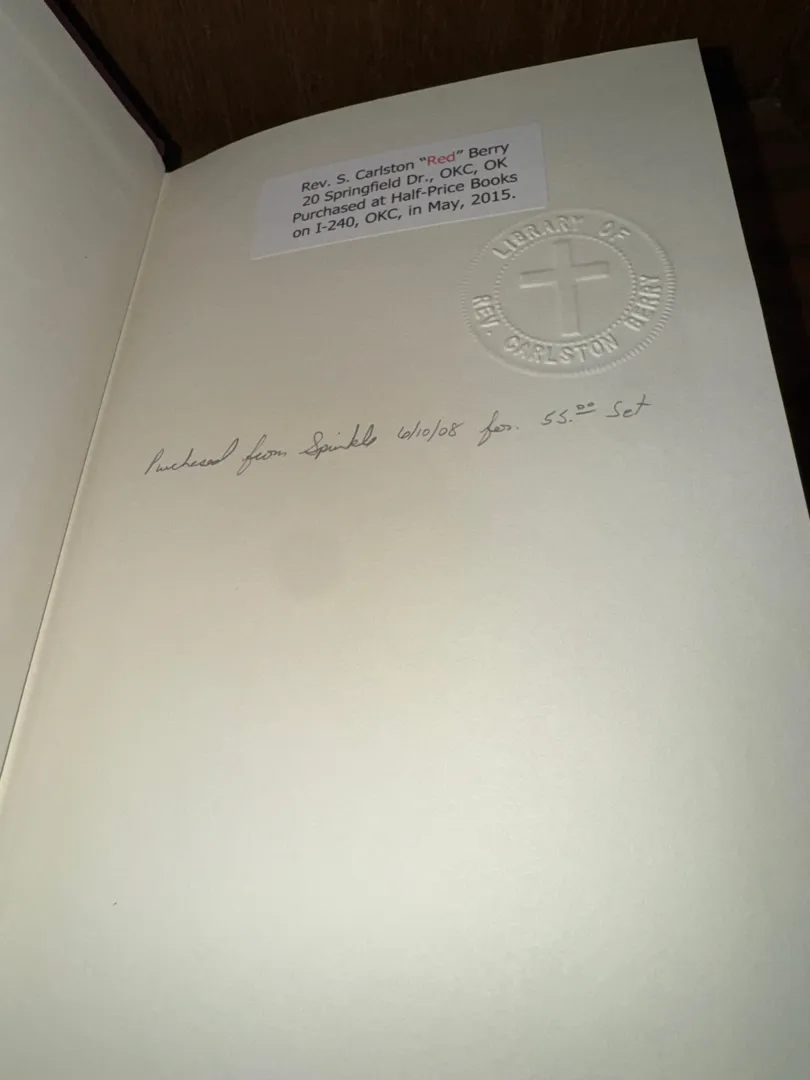 Rev. S. Carlston "Red" Berry
20 Springfield Dr., OKC, OK
Purchased at Half-Price Books
on I-240, OKC, in May, 2015.
LIBRARY OF
REV. CARLSTON BERRY
Purchased from Sprinkle 6/10/08 for. 55.00 Set